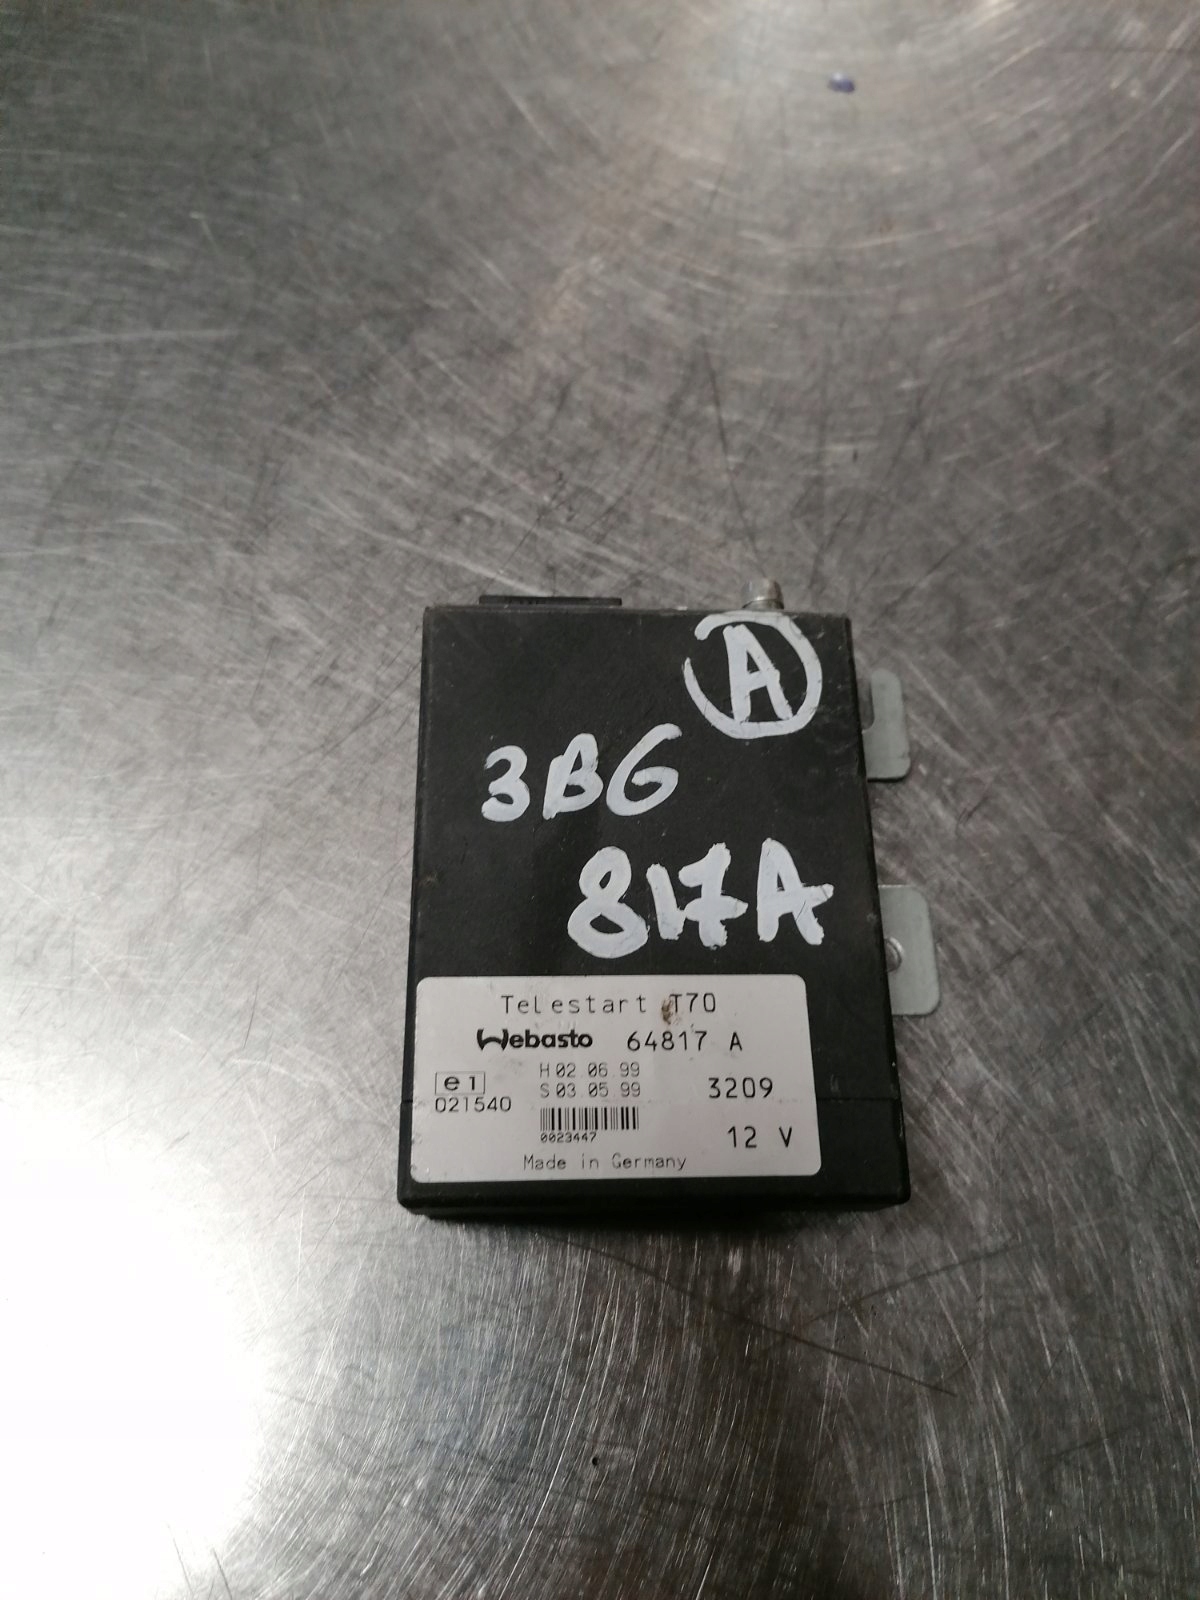 A
3BG
817A
Telestart T70
Webasto 64817 A
e1
021540
H 02.06.99
S 03.05.99
3209
0023447
12 V
Made in Germany